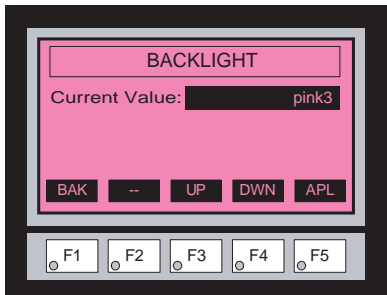 BACKLIGHT
Current Value: pink3
BAK -- UP DWN APL
F1 F2 F3 F4 F5